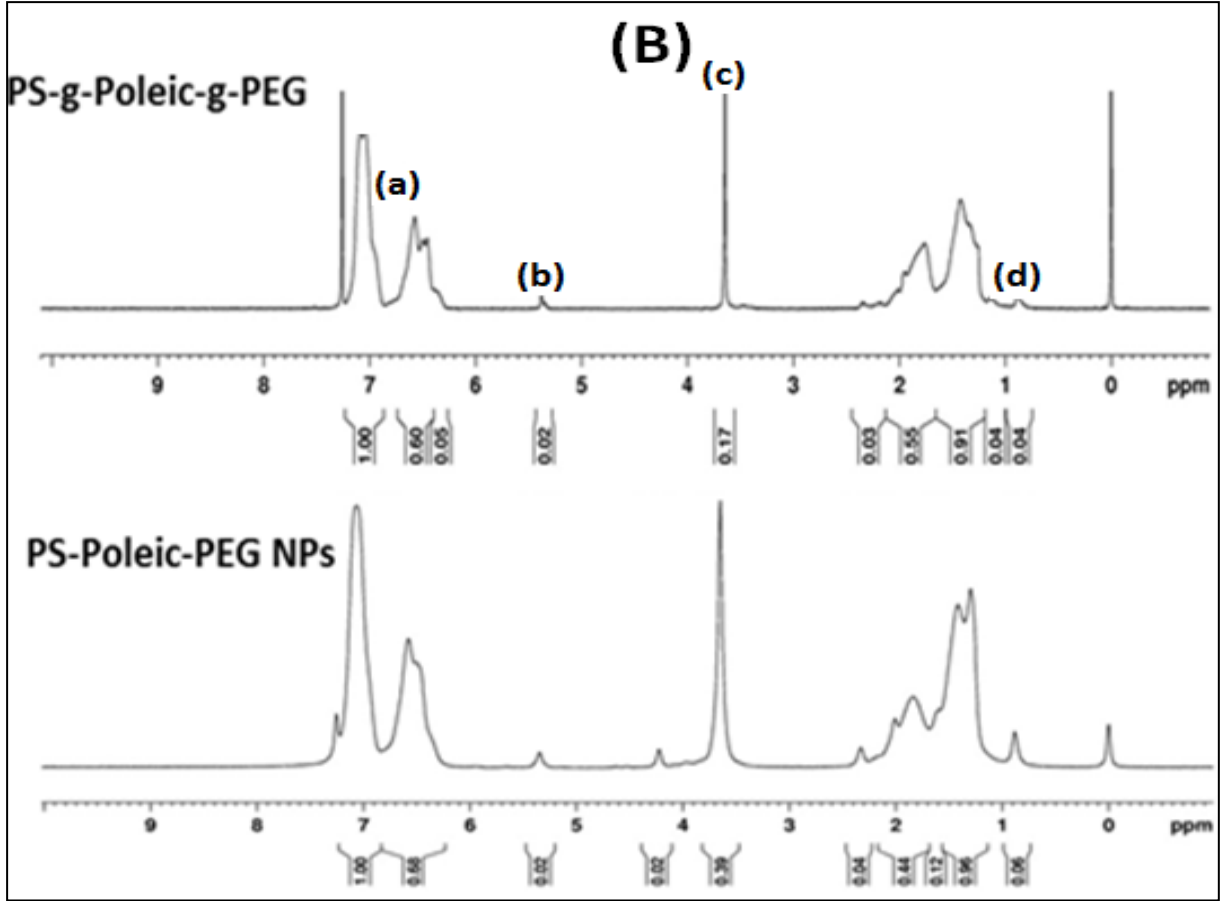 (B)
PS-g-Poleic-g-PEG
(c)
(a)
(b)
(d)
9 8 7 6 5 4 3 2 1 0 ppm
1.00 0.60 0.05 0.02 0.17 0.03 0.55 0.91 0.04 0.04
PS-Poleic-PEG NPs
9 8 7 6 5 4 3 2 1 0 ppm
1.00 0.68 0.02 0.02 0.39 0.04 0.44 0.12 0.96 0.06